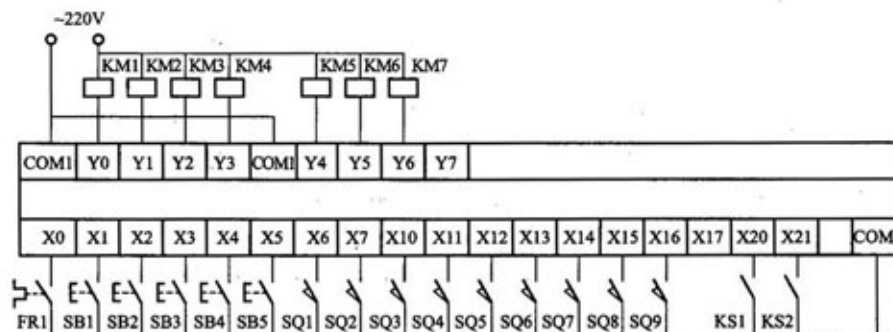 ~220V
KM1 KM2 KM3 KM4 KM5 KM6 KM7
COM1 Y0 Y1 Y2 Y3 COM1 Y4 Y5 Y6 Y7
X0 X1 X2 X3 X4 X5 X6 X7 X10 X11 X12 X13 X14 X15 X16 X17 X20 X21 COM
FR1 SB1 SB2 SB3 SB4 SB5 SQ1 SQ2 SQ3 SQ4 SQ5 SQ6 SQ7 SQ8 SQ9 KS1 KS2